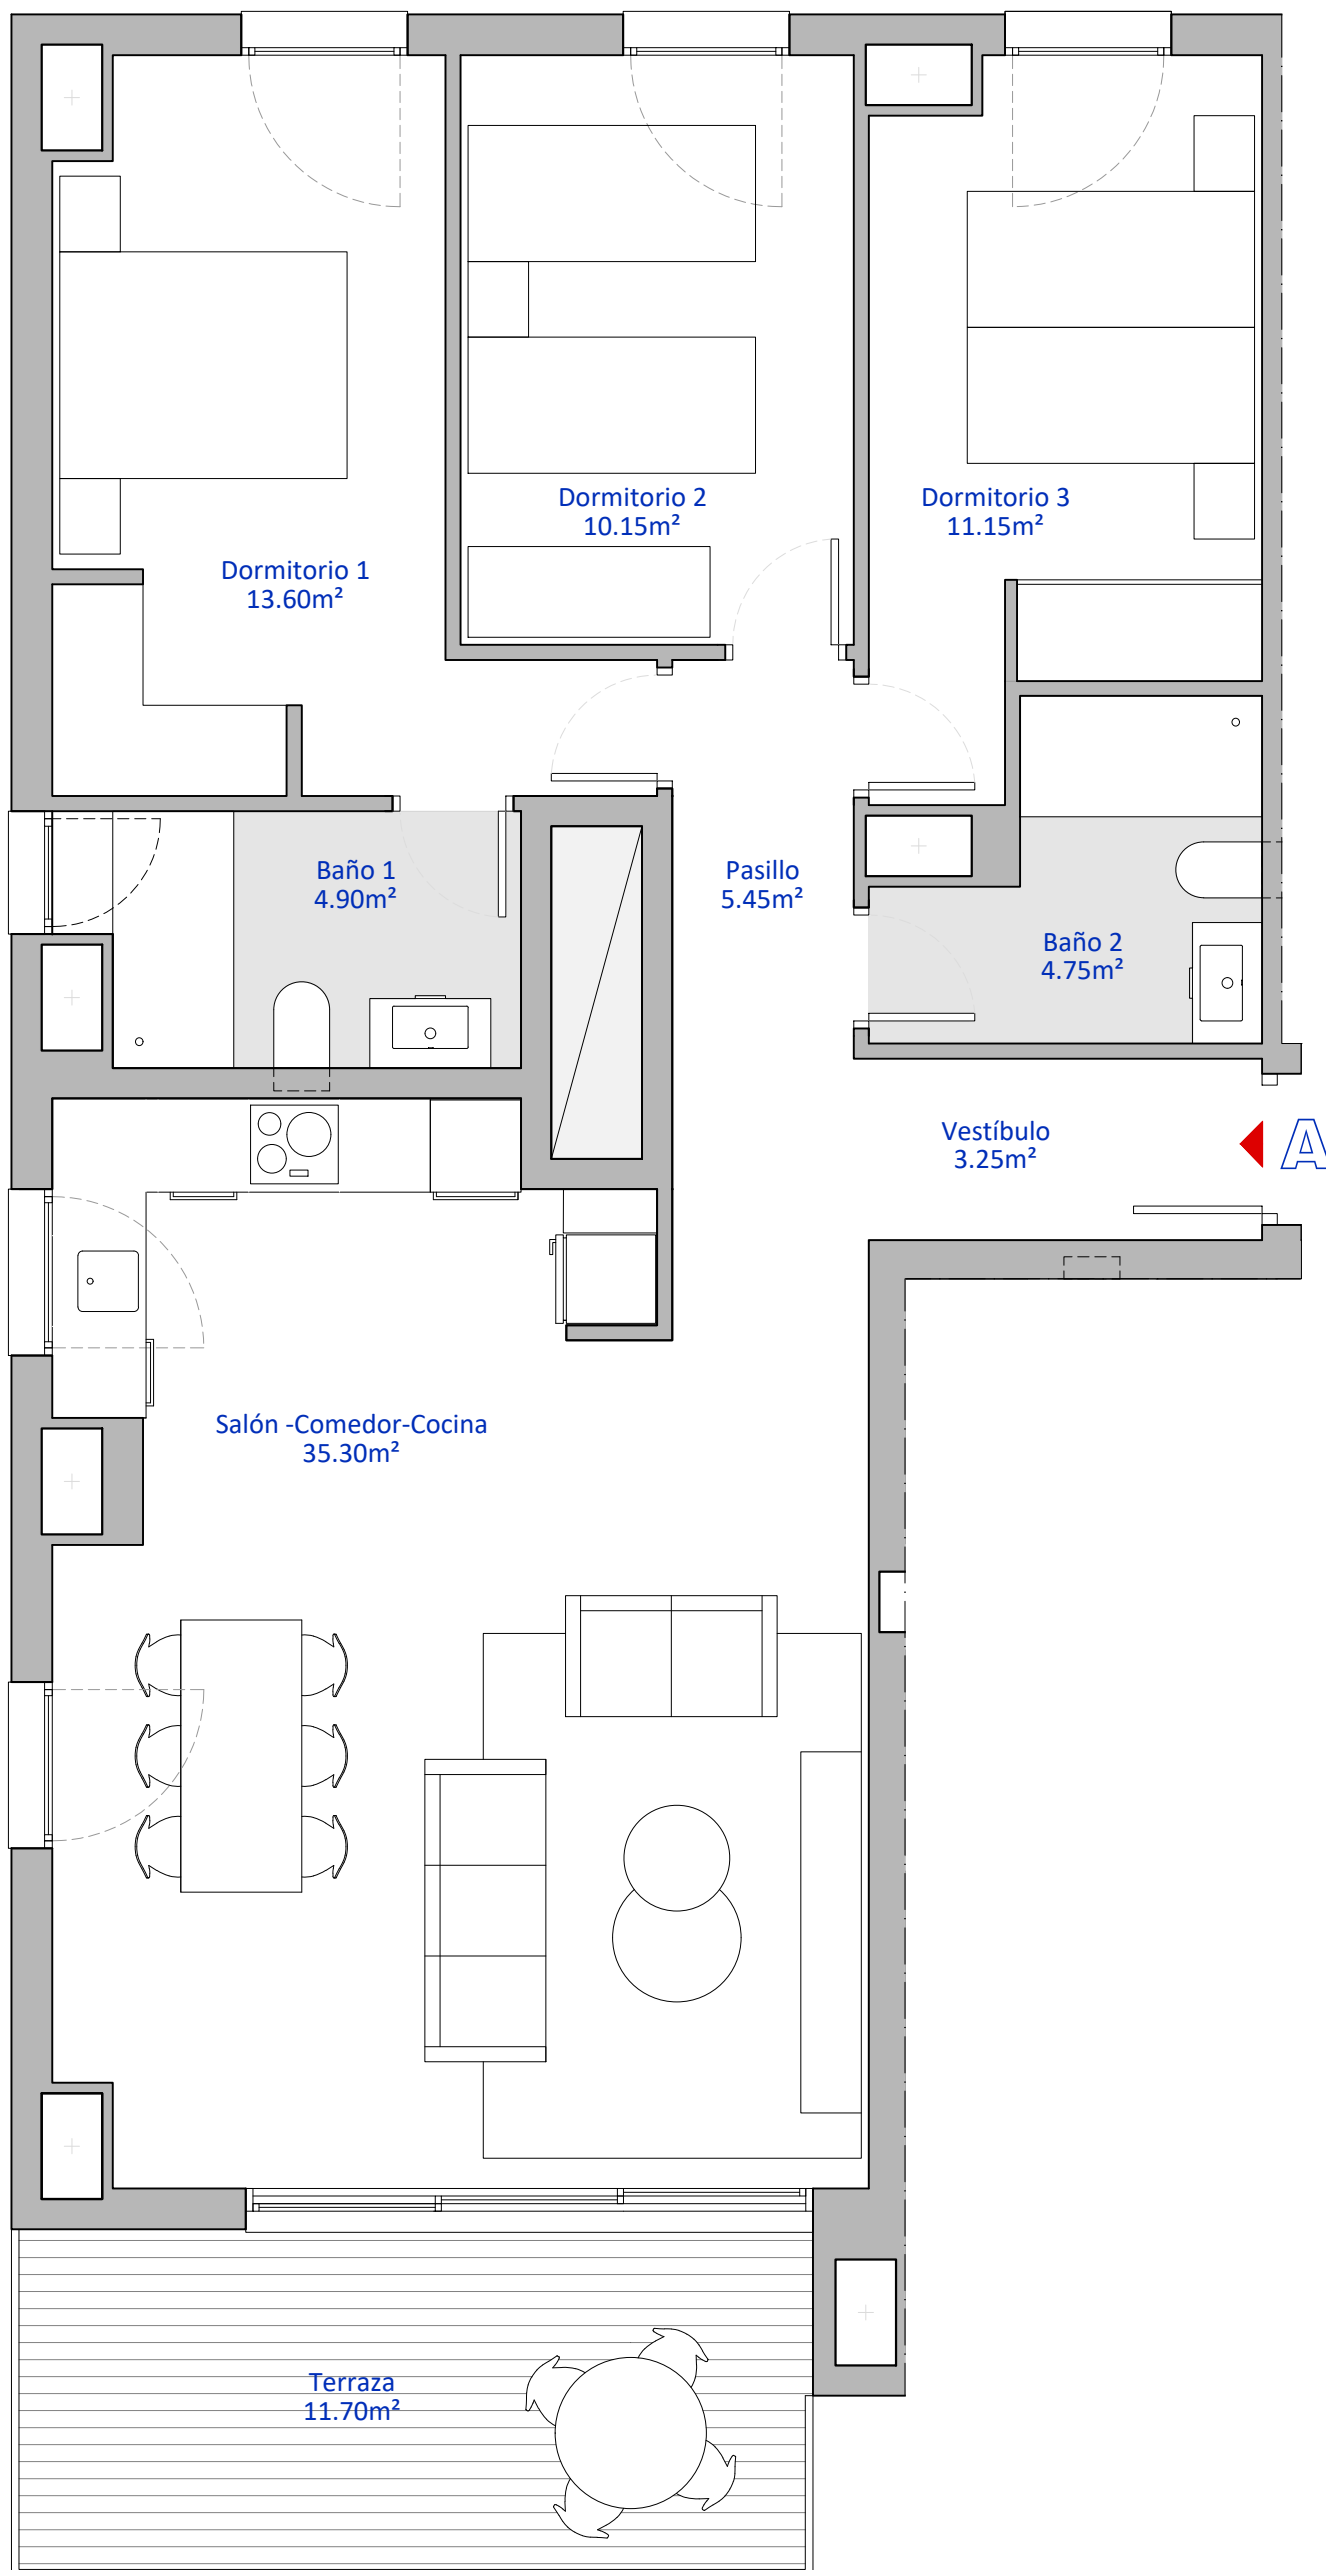 Dormitorio 2
10.15m²
Dormitorio 3
11.15m²
Dormitorio 1
13.60m²
Baño 1
4.90m²
Pasillo
5.45m²
Baño 2
4.75m²
Vestíbulo
3.25m²
A
Salón -Comedor-Cocina
35.30m²
Terraza
11.70m²